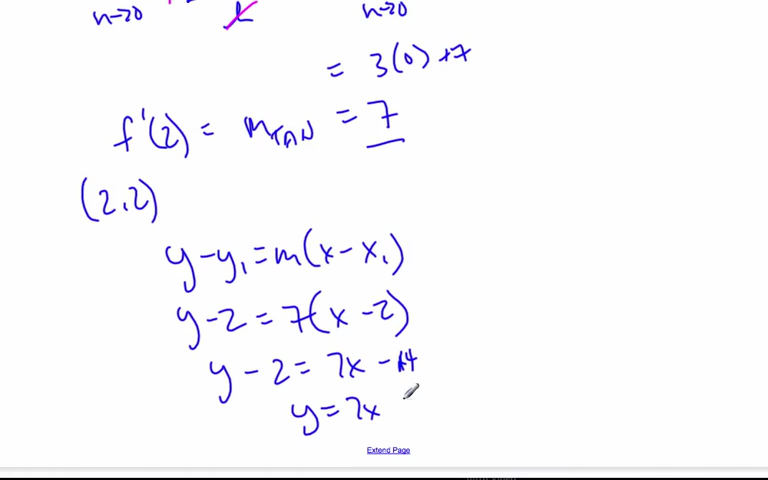 n→0 n→0
= 3(0)+7
f'(2) = mTAN = 7
(2,2)
y-y₁=m(x-x₁)
y-2=7(x-2)
y-2=7x-14
y=7x
Extend Page